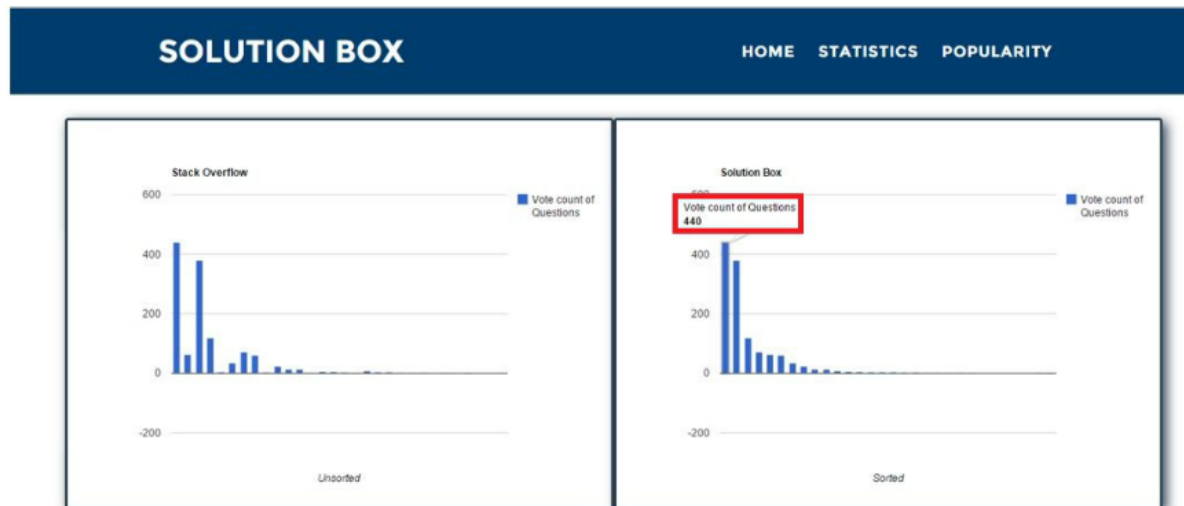 SOLUTION BOX
HOME STATISTICS POPULARITY
Stack Overflow
600
400
200
0
-200
Vote count of
Questions
Unsorted
Solution Box
Vote count of Questions
440
400
200
0
-200
Vote count of
Questions
Sorted